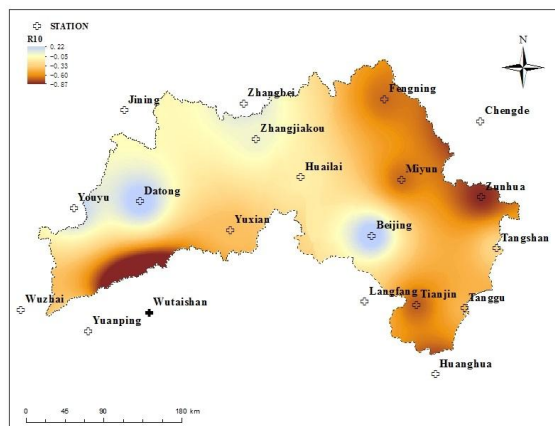 STATION
R10
0.22
-0.05
-0.33
-0.60
-0.87
N
Jining
Zhangbei
Fengning
Chengde
Zhangjiakou
Huailai
Miyun
Zunhua
Youyu
Datong
Yuxian
Beijing
Tangshan
Wuzhai
Wutaishan
Langfang
Tianjin
Tanggu
Yuanping
Huanghua
0 45 90 180 km